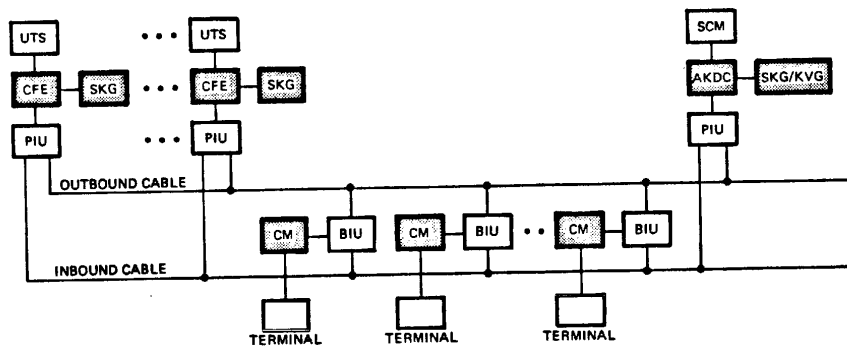 UTS • • • UTS SCM
CFE SKG • • • CFE SKG AKDC SKG/KVG
PIU • • • PIU PIU
OUTBOUND CABLE
CM BIU CM BIU • • CM BIU
INBOUND CABLE
TERMINAL TERMINAL TERMINAL